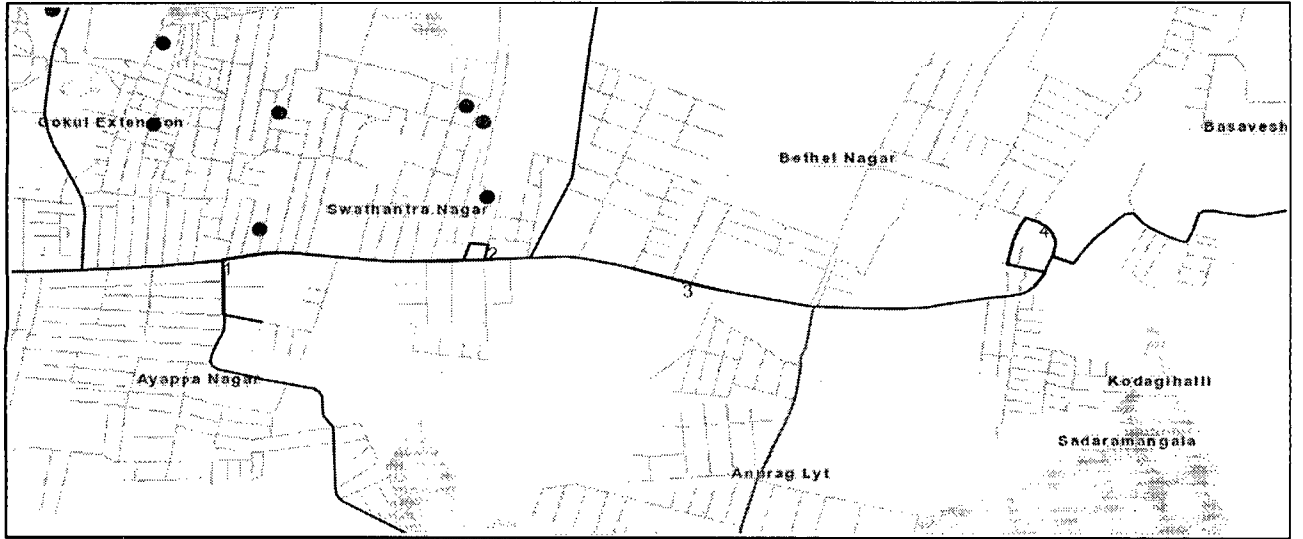 Gokul Extension
Basavesh
Bethel Nagar
Swathantra Nagar
4
1
2
3
Ayappa Nagar
Kodagihalli
Sadaramangala
Anurag Lyt